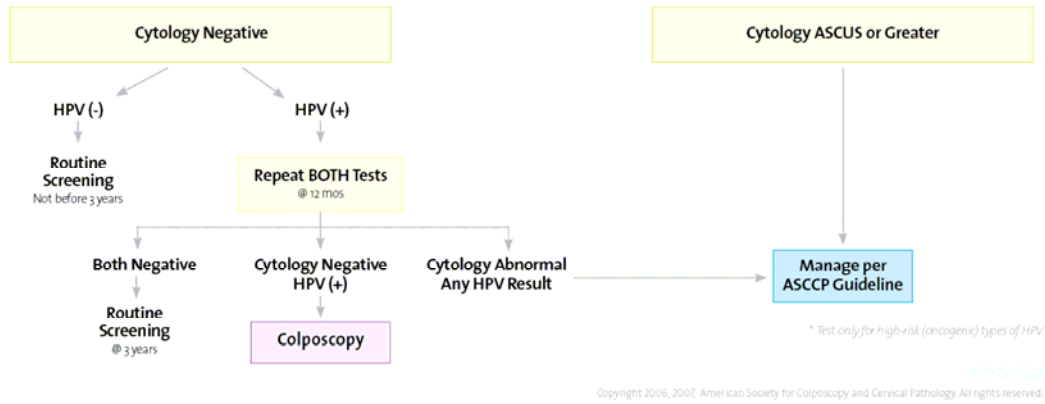 Cytology Negative
Cytology ASCUS or Greater
HPV (-)
HPV (+)
Routine
Screening
Not before 3 years
Repeat BOTH Tests
@ 12 mos
Both Negative
Routine
Screening
@ 3 years
Cytology Negative
HPV (+)
Colposcopy
Cytology Abnormal
Any HPV Result
Manage per
ASCCP Guideline
* Test only for high-risk (oncogenic) types of HPV
Copyright 2006, 2007, American Society for Colposcopy and Cervical Pathology. All rights reserved.